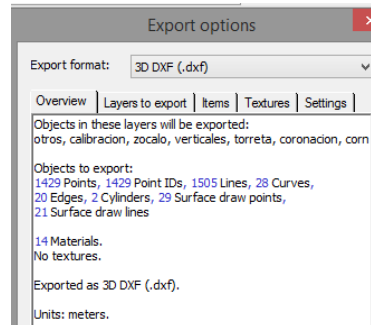 Export options
Export format: 3D DXF (.dxf)
Overview Layers to export Items Textures Settings
Objects in these layers will be exported:
otros, calibracion, zocalo, verticales, torreta, coronacion, corn
Objects to export:
1429 Points, 1429 Point IDs, 1505 Lines, 28 Curves,
20 Edges, 2 Cylinders, 29 Surface draw points,
21 Surface draw lines
14 Materials.
No textures.
Exported as 3D DXF (.dxf).
Units: meters.